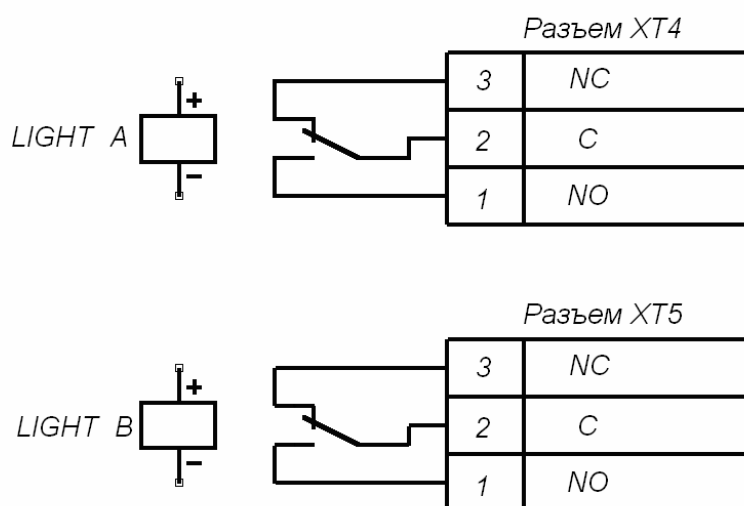 Разъем XT4
3 NC
LIGHT A + 2 C
- 1 NO
Разъем XT5
3 NC
LIGHT B + 2 C
- 1 NO